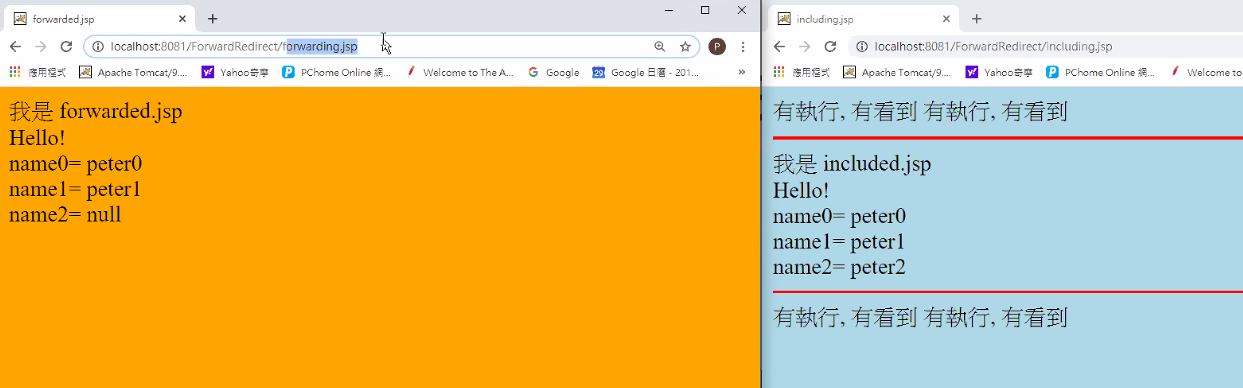 forwarded.jsp
localhost:8081/ForwardRedirect/forwarding.jsp
P
應用程式 Apache Tomcat/9.... Yahoo奇摩 PChome Online 網... Welcome to The A... Google 29 Google 日曆 - 201... »
我是 forwarded.jsp
Hello!
name0= peter0
name1= peter1
name2= null
including.jsp
localhost:8081/ForwardRedirect/including.jsp
應用程式 Apache Tomcat/9.... Yahoo奇摩 PChome Online 網... Welcome to
有執行, 有看到 有執行, 有看到
我是 included.jsp
Hello!
name0= peter0
name1= peter1
name2= peter2
有執行, 有看到 有執行, 有看到